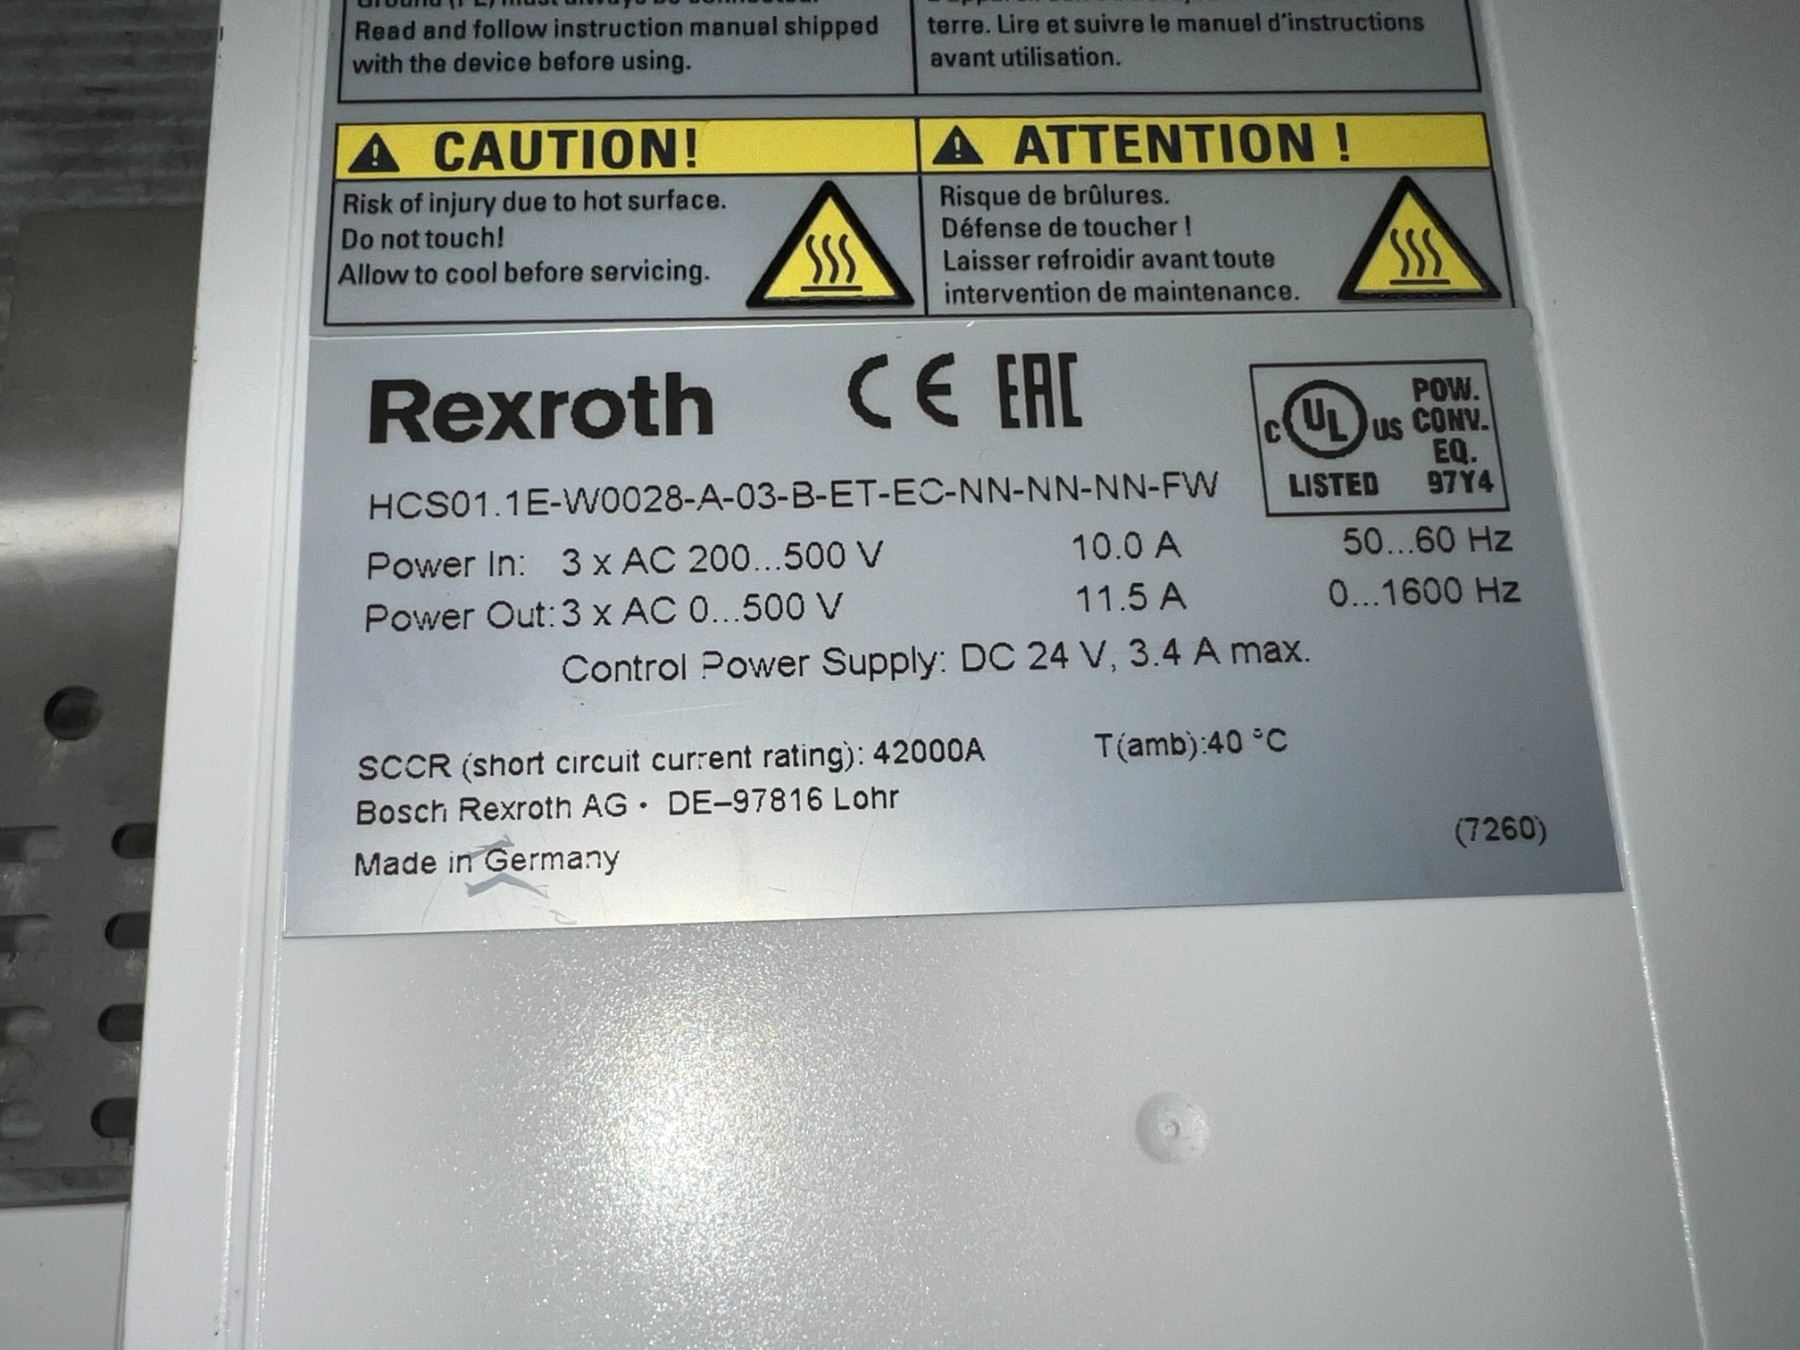 Read and follow instruction manual shipped
with the device before using.
terre. Lire et suivre le manuel d'instructions
avant utilisation.
CAUTION!
Risk of injury due to hot surface.
Do not touch!
Allow to cool before servicing.
ATTENTION !
Risque de brûlures.
Défense de toucher !
Laisser refroidir avant toute
intervention de maintenance.
Rexroth CE EAC
C UL US LISTED
POW.
CONV.
EQ.
97Y4
HCS01.1E-W0028-A-03-B-ET-EC-NN-NN-NN-FW
Power In: 3 x AC 200...500 V 10.0 A 50...60 Hz
Power Out: 3 x AC 0...500 V 11.5 A 0...1600 Hz
Control Power Supply: DC 24 V, 3.4 A max.
SCCR (short circuit current rating): 42000A T(amb):40 °C
Bosch Rexroth AG • DE-97816 Lohr
Made in Germany
(7260)